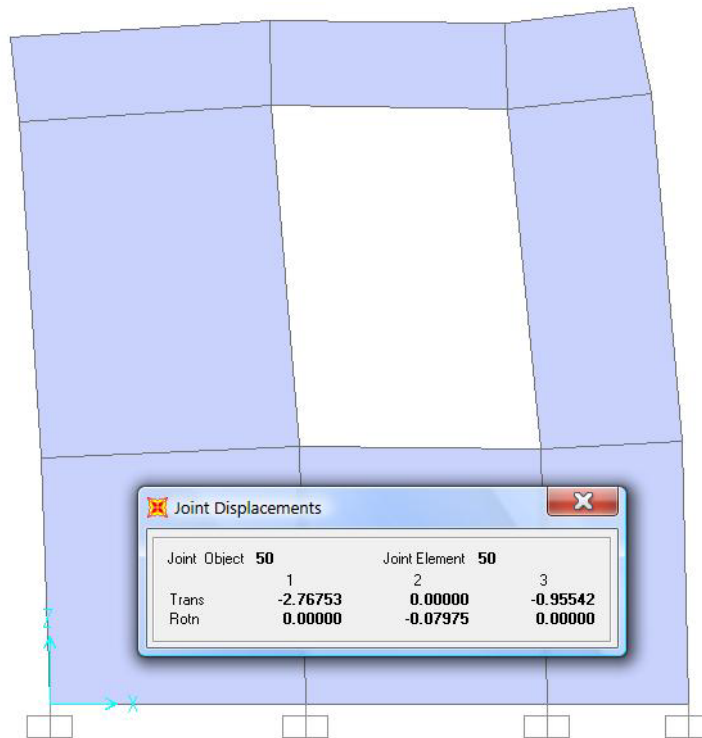 Joint Displacements
Joint Object 50 Joint Element 50
1 2 3
Trans -2.76753 0.00000 -0.95542
Rotn 0.00000 -0.07975 0.00000
Z
X